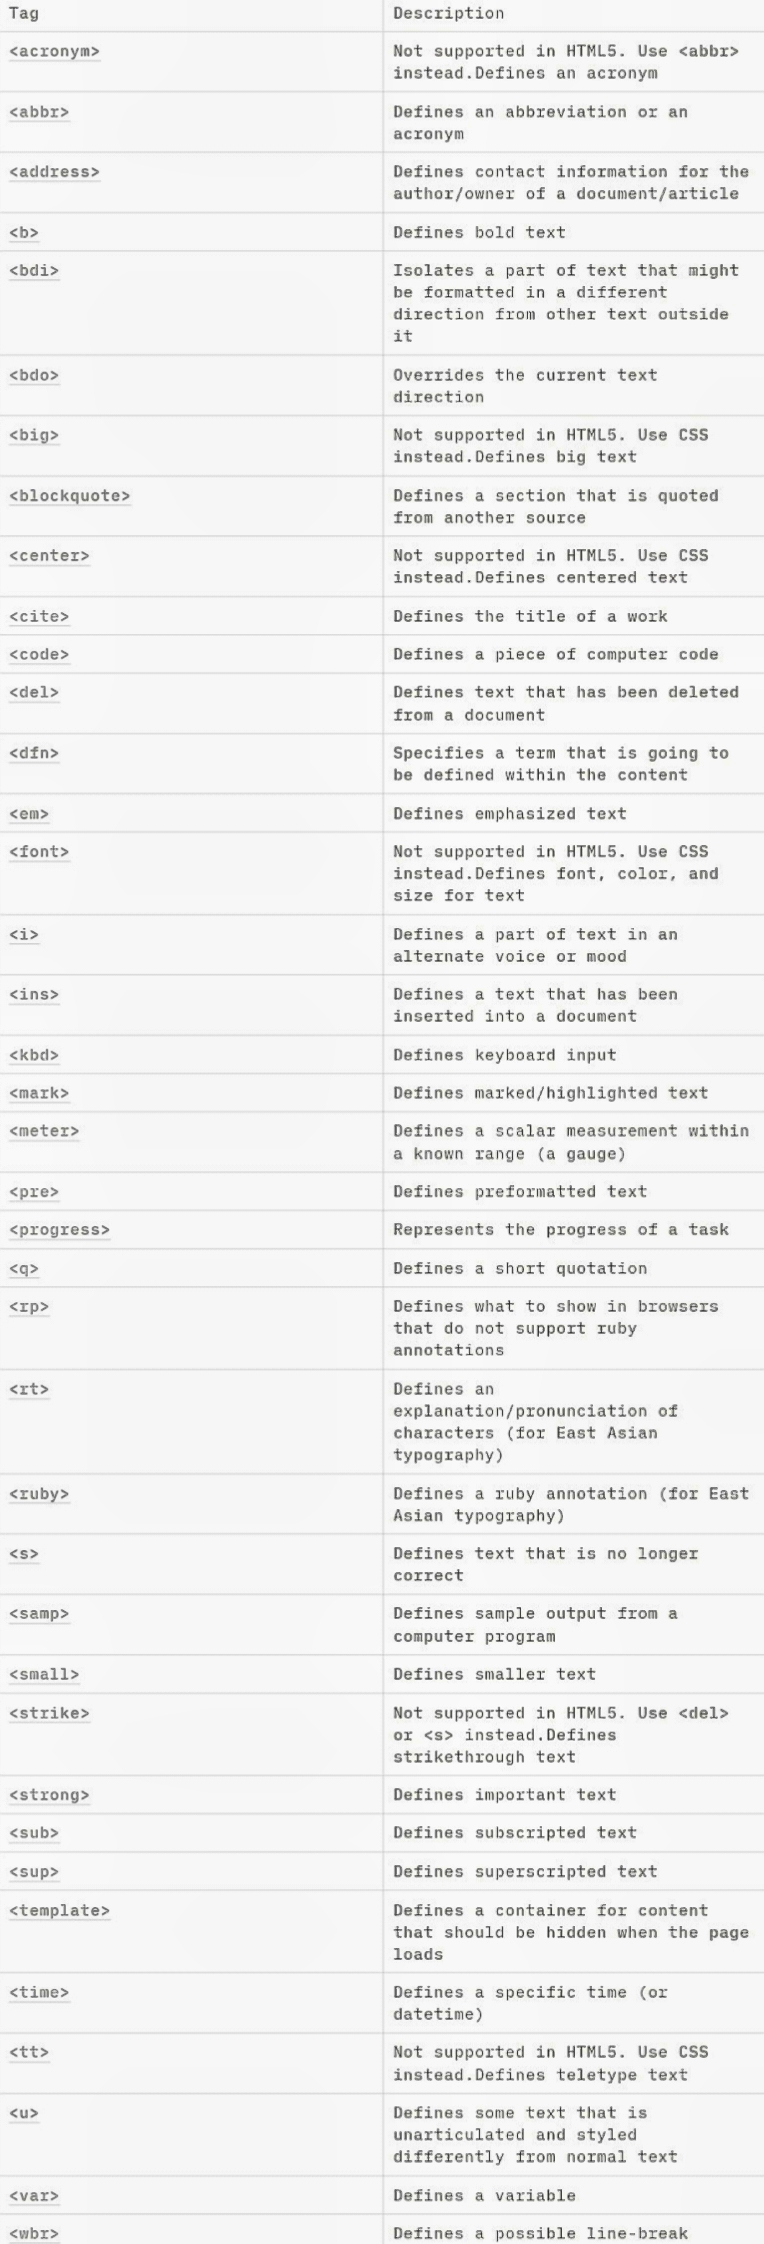 Tag Description
<acronym> Not supported in HTML5. Use <abbr>
instead.Defines an acronym
<abbr> Defines an abbreviation or an
acronym
<address> Defines contact information for the
author/owner of a document/article
<b> Defines bold text
<bdi> Isolates a part of text that might
be formatted in a different
direction from other text outside
it
<bdo> Overrides the current text
direction
<big> Not supported in HTML5. Use CSS
instead.Defines big text
<blockquote> Defines a section that is quoted
from another source
<center> Not supported in HTML5. Use CSS
instead.Defines centered text
<cite> Defines the title of a work
<code> Defines a piece of computer code
<del> Defines text that has been deleted
from a document
<dfn> Specifies a term that is going to
be defined within the content
<em> Defines emphasized text
<font> Not supported in HTML5. Use CSS
instead.Defines font, color, and
size for text
<i> Defines a part of text in an
alternate voice or mood
<ins> Defines a text that has been
inserted into a document
<kbd> Defines keyboard input
<mark> Defines marked/highlighted text
<meter> Defines a scalar measurement within
a known range (a gauge)
<pre> Defines preformatted text
<progress> Represents the progress of a task
<q> Defines a short quotation
<rp> Defines what to show in browsers
that do not support ruby
annotations
<rt> Defines an
explanation/pronunciation of
characters (for East Asian
typography)
<ruby> Defines a ruby annotation (for East
Asian typography)
<s> Defines text that is no longer
correct
<samp> Defines sample output from a
computer program
<small> Defines smaller text
<strike> Not supported in HTML5. Use <del>
or <s> instead.Defines
strikethrough text
<strong> Defines important text
<sub> Defines subscripted text
<sup> Defines superscripted text
<template> Defines a container for content
that should be hidden when the page
loads
<time> Defines a specific time (or
datetime)
<tt> Not supported in HTML5. Use CSS
instead.Defines teletype text
<u> Defines some text that is
unarticulated and styled
differently from normal text
<var> Defines a variable
<wbr> Defines a possible line-break